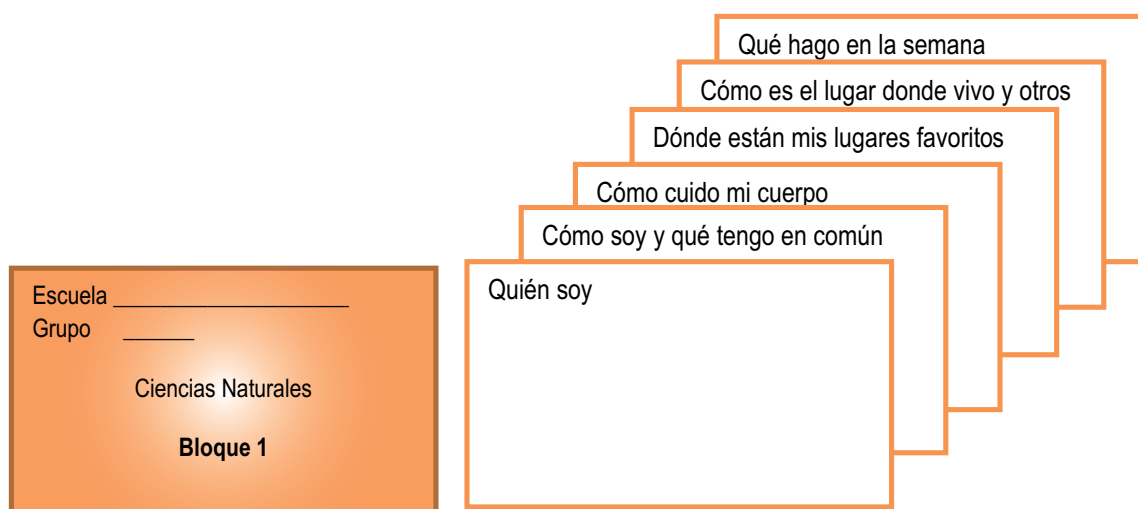 Qué hago en la semana
Cómo es el lugar donde vivo y otros
Dónde están mis lugares favoritos
Cómo cuido mi cuerpo
Cómo soy y qué tengo en común
Quién soy
Escuela ___________________
Grupo ______
Ciencias Naturales
Bloque 1